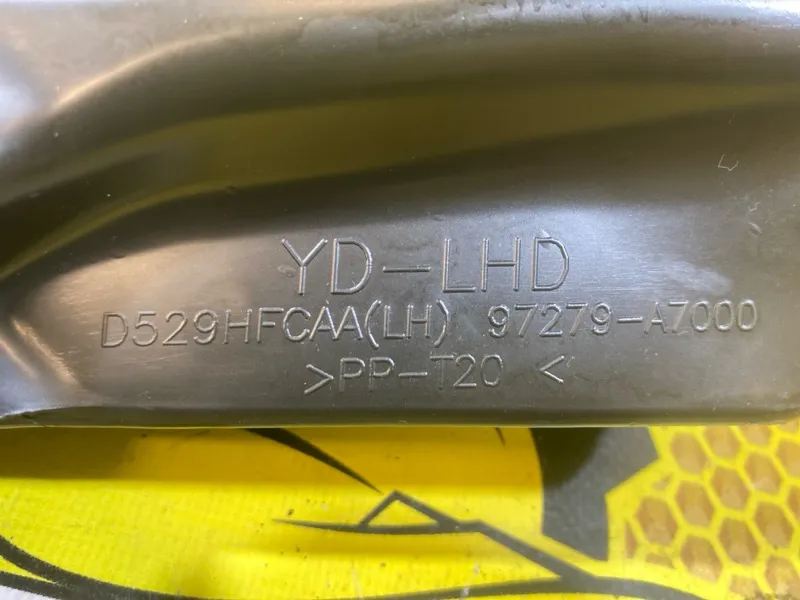 YD-LHD
D529HFCAA(LH) 97279-A7000
>PP-T20 <